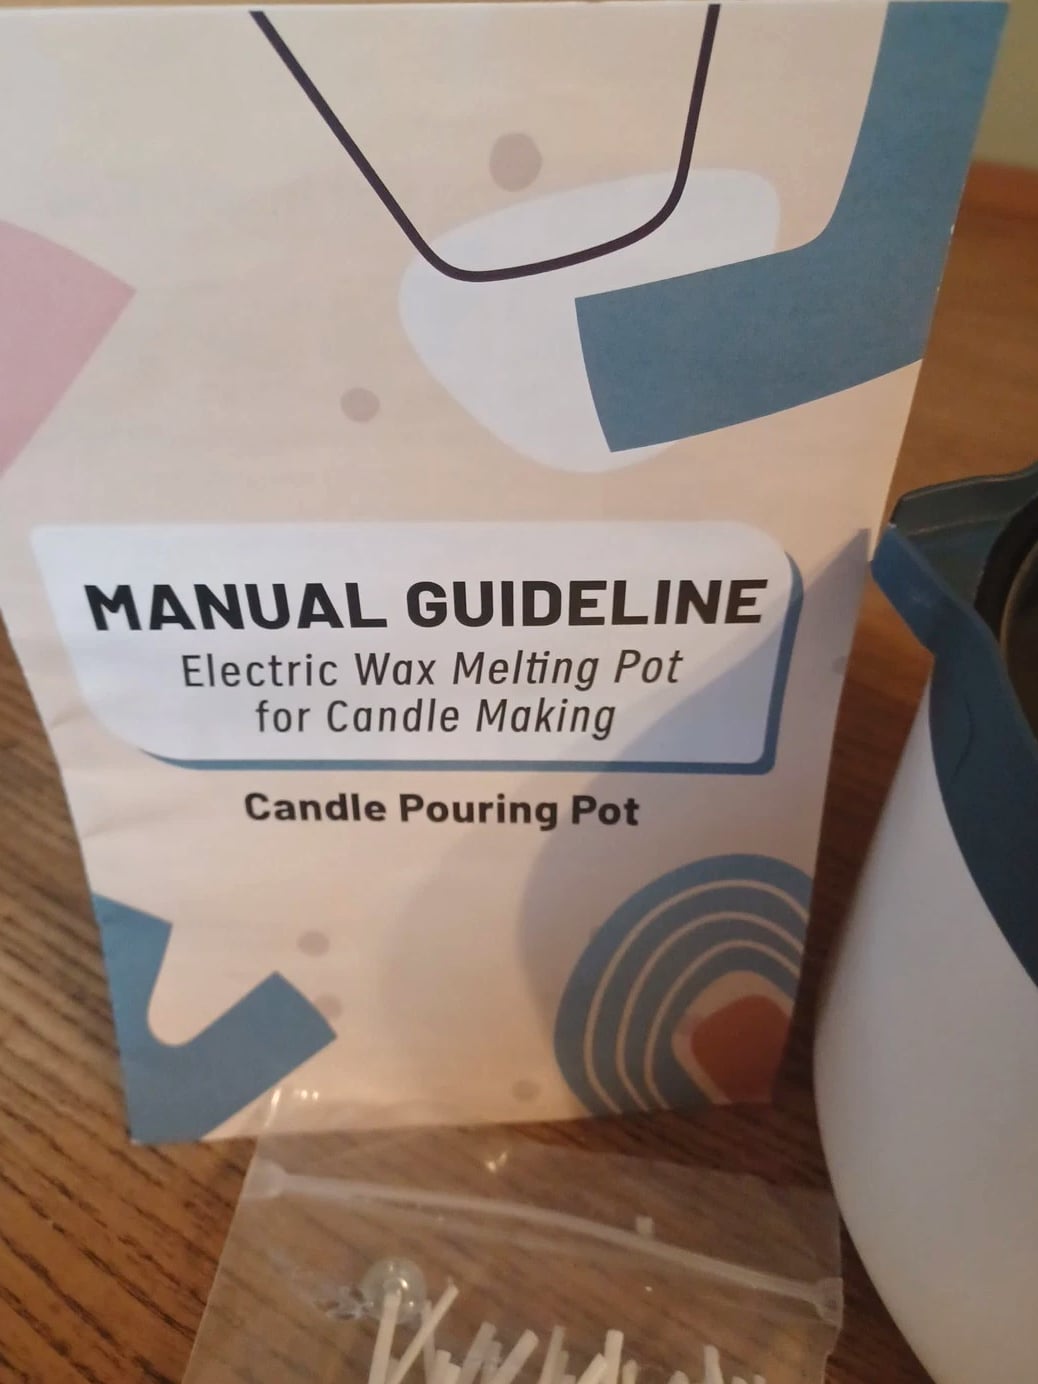 MANUAL GUIDELINE
Electric Wax Melting Pot
for Candle Making
Candle Pouring Pot